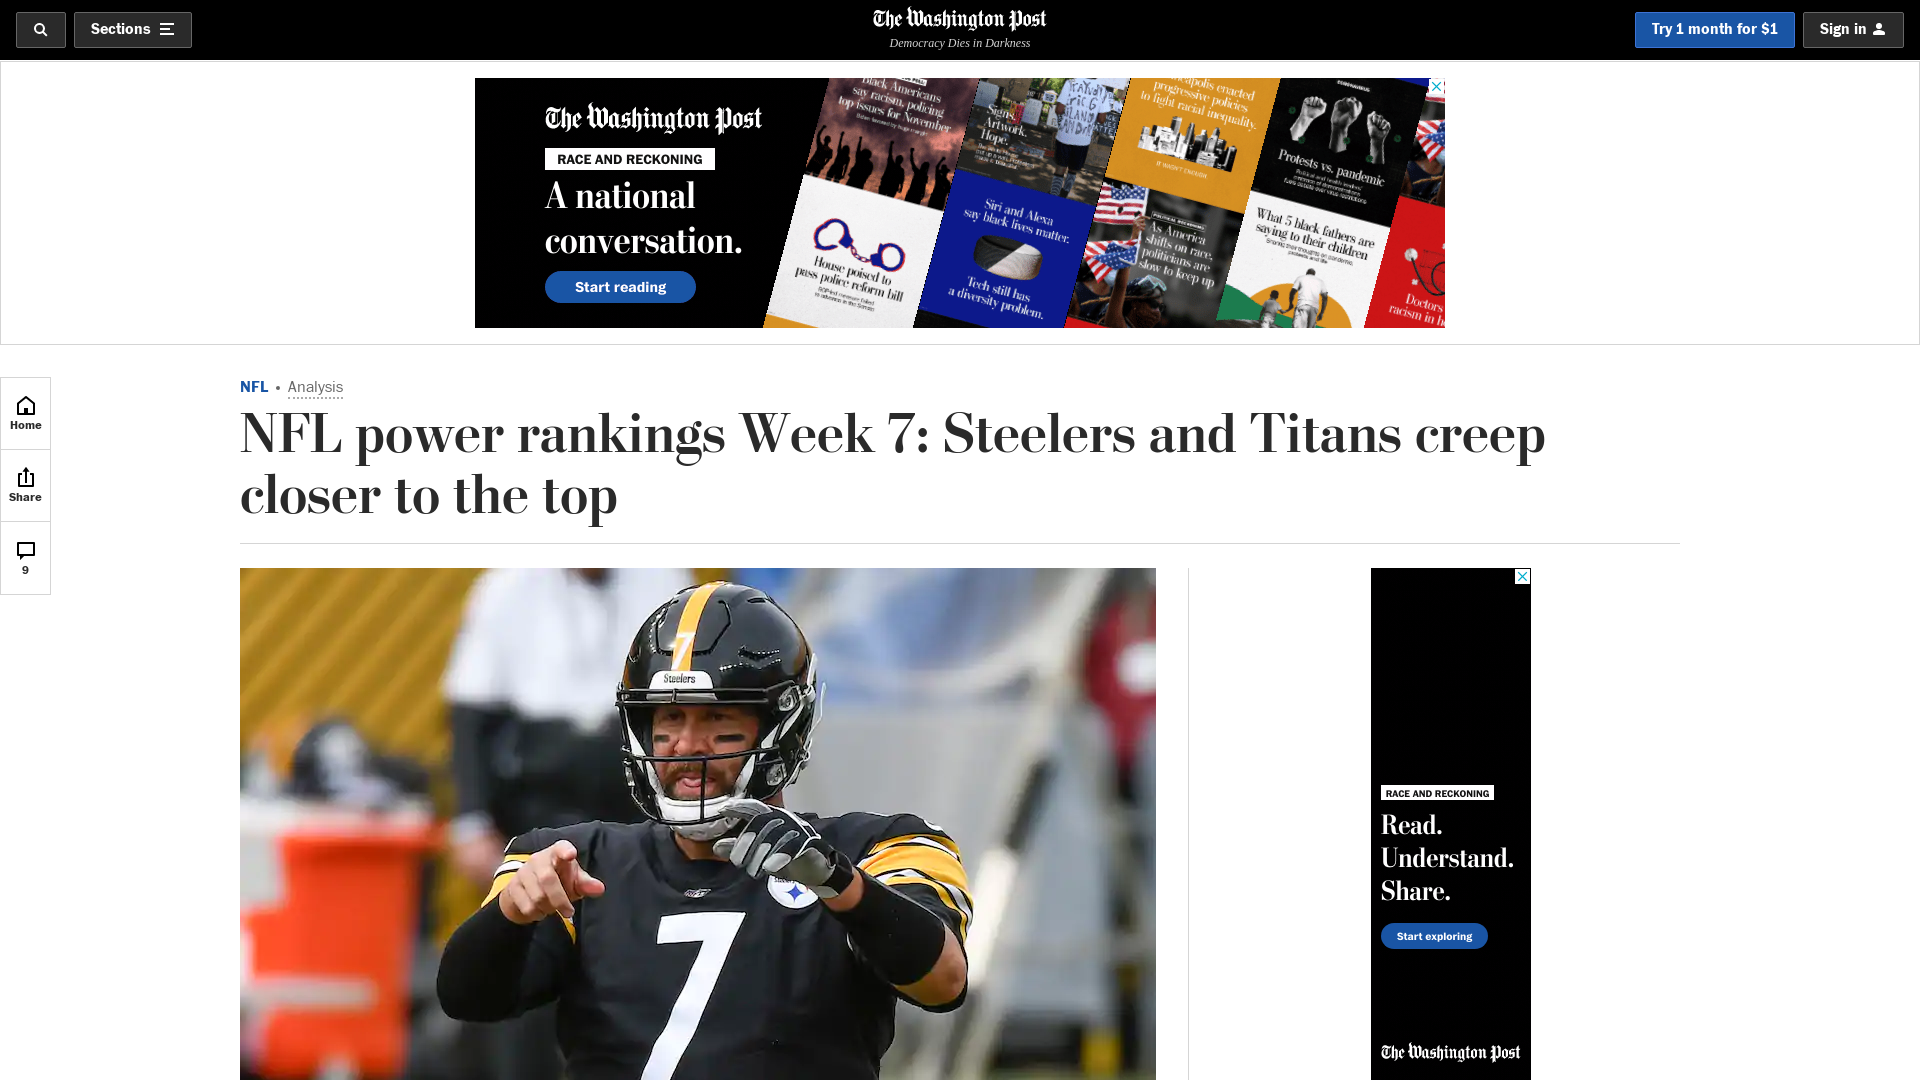 Sections
The Washington Post
Democracy Dies in Darkness
Try 1 month for $1
Sign in
The Washington Post
RACE AND RECKONING
A national
conversation.
Start reading
Black Americans
say racism, policing
top issues for November
Signs.
Artwork.
Hope.
progressive policies
to fight racial inequality.
IT WASN'T ENOUGH.
CORONAVIRUS
Protests vs. pandemic
House poised to
pass police reform bill
Siri and Alexa
say black lives matter.
Tech still has
a diversity problem.
As America
shifts on race,
politicians are
slow to keep up
What 5 black fathers are
saying to their children
Doctors
racism in h
Home
Share
9
NFL • Analysis
NFL power rankings Week 7: Steelers and Titans creep
closer to the top
7
Steelers
7
RACE AND RECKONING
Read.
Understand.
Share.
Start exploring
The Washington Post